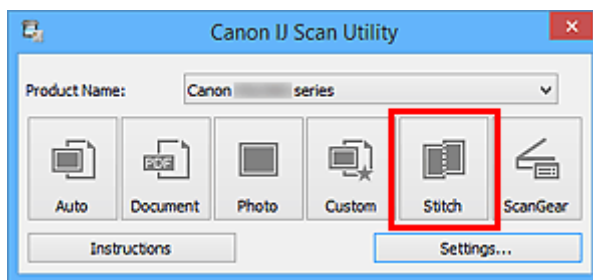 Canon IJ Scan Utility
Product Name: Canon series
PDF
Auto Document Photo Custom Stitch ScanGear
Instructions Settings...